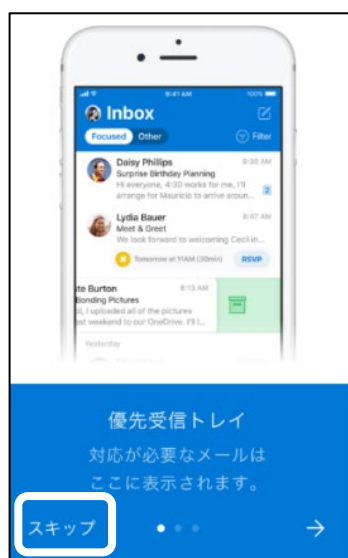 9:41 AM
100%
Inbox
Focused Other
Filter
Daisy Phillips 9:30 AM
Surprise Birthday Planning
Hi everyone, 4:30 works for me, I'll
arrange for Mauricio to arrive aroun...
2
Lydia Bauer 8:47 AM
Meet & Greet
We look forward to welcoming Cecil in...
Tomorrow at 11AM (30min) RSVP
te Burton 8:13 AM
Bonding Pictures
I uploaded all of the pictures
st weekend to our OneDrive. I'll l...
Yesterday
優先受信トレイ
対応が必要なメールは
ここに表示されます。
スキップ